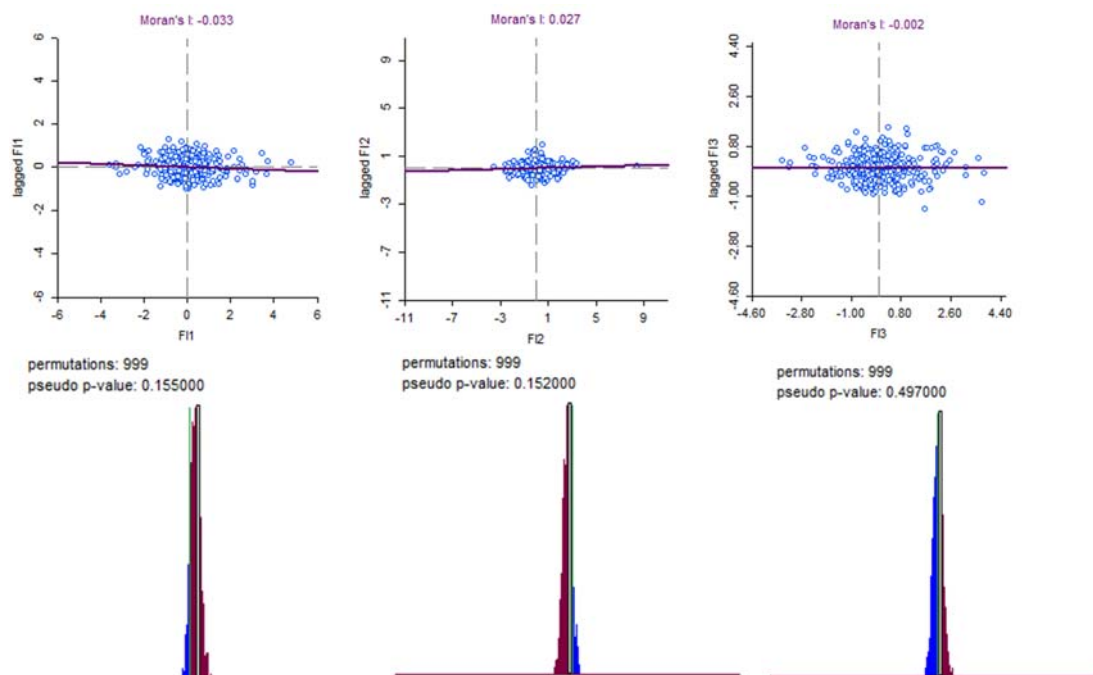 Moran's I: -0.033
6
4
2
0
-2
-4
-6
lagged FI1
-6 -4 -2 0 2 4 6
FI1
permutations: 999
pseudo p-value: 0.155000
Moran's I: 0.027
9
5
1
-3
-7
-11
lagged FI2
-11 -7 -3 1 5 9
FI2
permutations: 999
pseudo p-value: 0.152000
Moran's I: -0.002
4.40
2.60
0.80
-1.00
-2.80
-4.60
lagged FI3
-4.60 -2.80 -1.00 0.80 2.60 4.40
FI3
permutations: 999
pseudo p-value: 0.497000